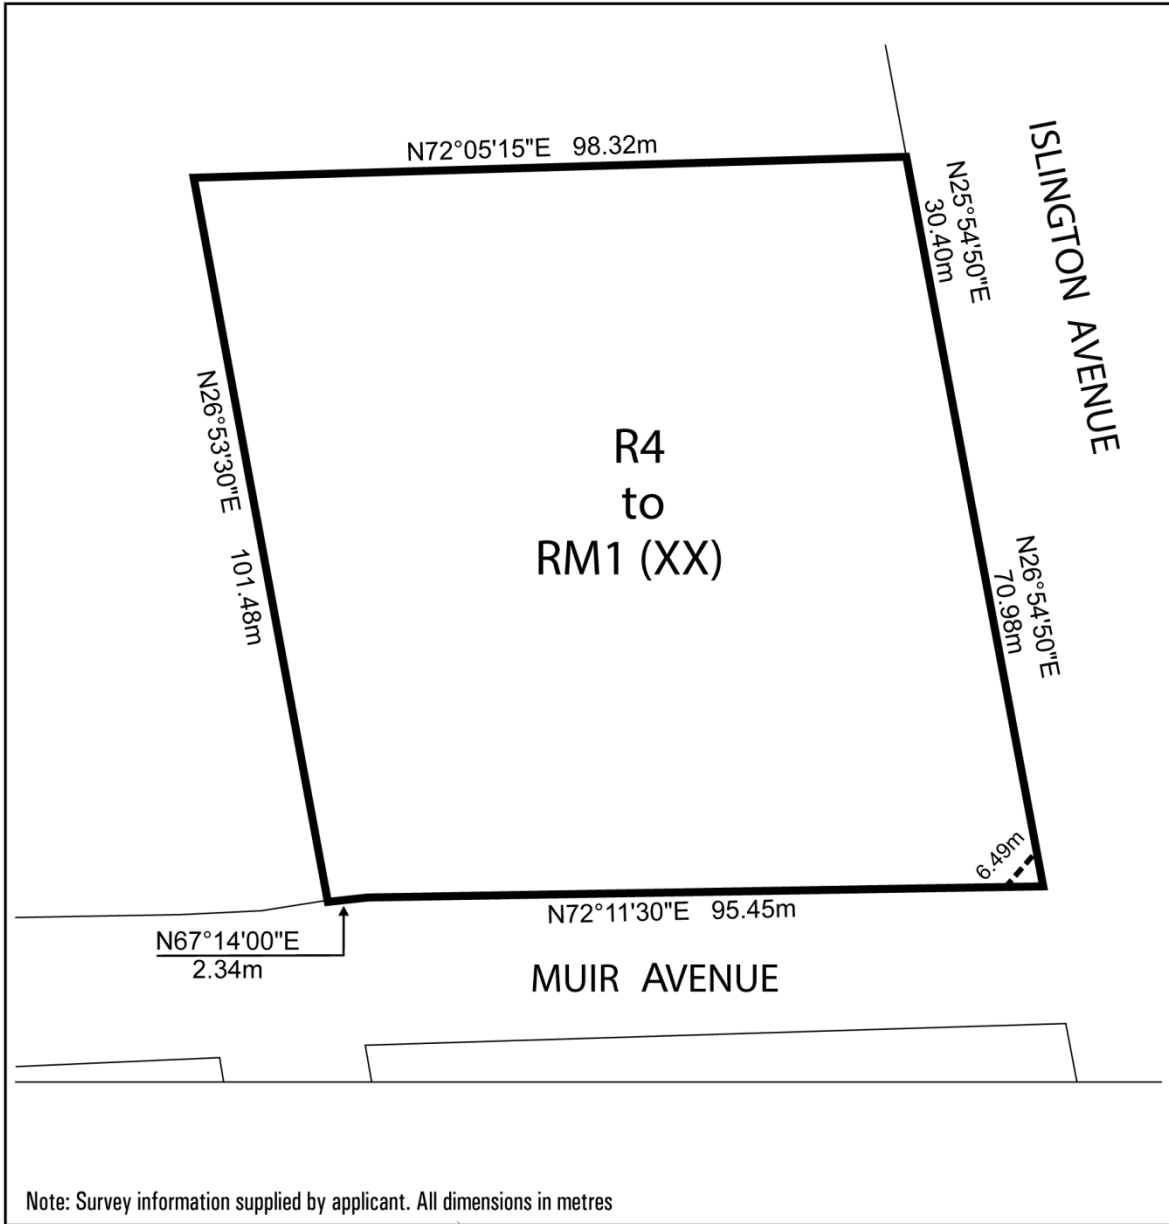 N72°05'15"E 98.32m
ISLINGTON AVENUE
N25°54'50"E
30.40m
N26°53'30"E 101.48m
R4
to
RM1 (XX)
N26°54'50"E
70.98m
6.49m
N72°11'30"E 95.45m
N67°14'00"E
2.34m
MUIR AVENUE
Note: Survey information supplied by applicant. All dimensions in metres